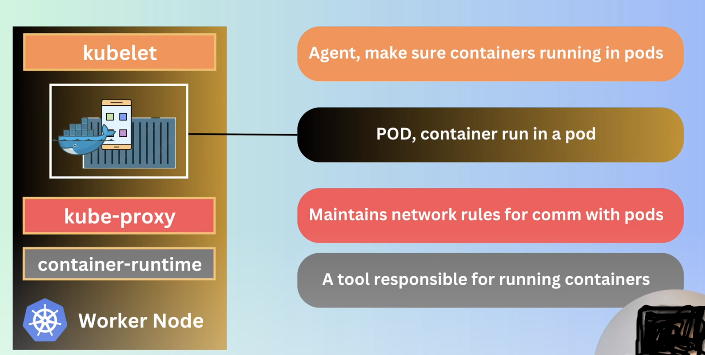 kubelet
Agent, make sure containers running in pods
POD, container run in a pod
kube-proxy
Maintains network rules for comm with pods
container-runtime
A tool responsible for running containers
Worker Node